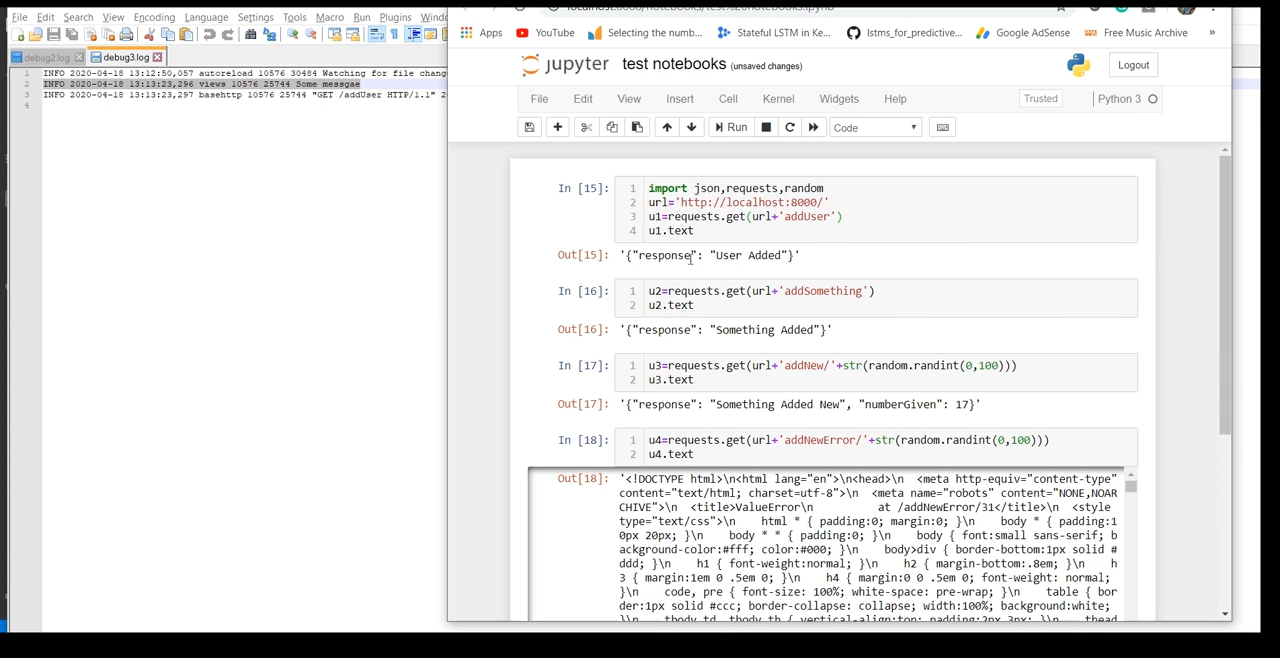 File Edit Search View Encoding Language Settings Tools Macro Run Plugins Windo
debug2.log debug3.log
1 INFO 2020-04-18 13:12:50,057 autoreload 10576 30484 Watching for file chang
2 INFO 2020-04-18 13:13:23,296 views 10576 25744 Some messgae
3 INFO 2020-04-18 13:13:23,297 basehttp 10576 25744 "GET /addUser HTTP/1.1" 2
4
Apps YouTube Selecting the numb... Stateful LSTM in Ke... lstms_for_predictive... Google AdSense Free Music Archive »
jupyter test notebooks (unsaved changes) Logout
File Edit View Insert Cell Kernel Widgets Help Trusted Python 3
Run Code
In [15]: 1 import json,requests,random
2 url='http://localhost:8000/'
3 u1=requests.get(url+'addUser')
4 u1.text
Out[15]: '{"response": "User Added"}'
In [16]: 1 u2=requests.get(url+'addSomething')
2 u2.text
Out[16]: '{"response": "Something Added"}'
In [17]: 1 u3=requests.get(url+'addNew/'+str(random.randint(0,100)))
2 u3.text
Out[17]: '{"response": "Something Added New", "numberGiven": 17}'
In [18]: 1 u4=requests.get(url+'addNewError/'+str(random.randint(0,100)))
2 u4.text
Out[18]: '<!DOCTYPE html>\n<html lang="en">\n<head>\n <meta http-equiv="content-type"
content="text/html; charset=utf-8">\n <meta name="robots" content="NONE,NOAR
CHIVE">\n <title>ValueError\n at /addNewError/31</title>\n <style
type="text/css">\n html * { padding:0; margin:0; }\n body * { padding:1
0px 20px; }\n body * * { padding:0; }\n body { font:small sans-serif; b
ackground-color:#fff; color:#000; }\n body>div { border-bottom:1px solid #
ddd; }\n h1 { font-weight:normal; }\n h2 { margin-bottom:.8em; }\n h
3 { margin:1em 0 .5em 0; }\n h4 { margin:0 0 .5em 0; font-weight: normal;
}\n code, pre { font-size: 100%; white-space: pre-wrap; }\n table { bor
der:1px solid #ccc; border-collapse: collapse; width:100%; background:white;
}\n tbody td, tbody th { vertical-align:top; padding:2px 3px; }\n thead